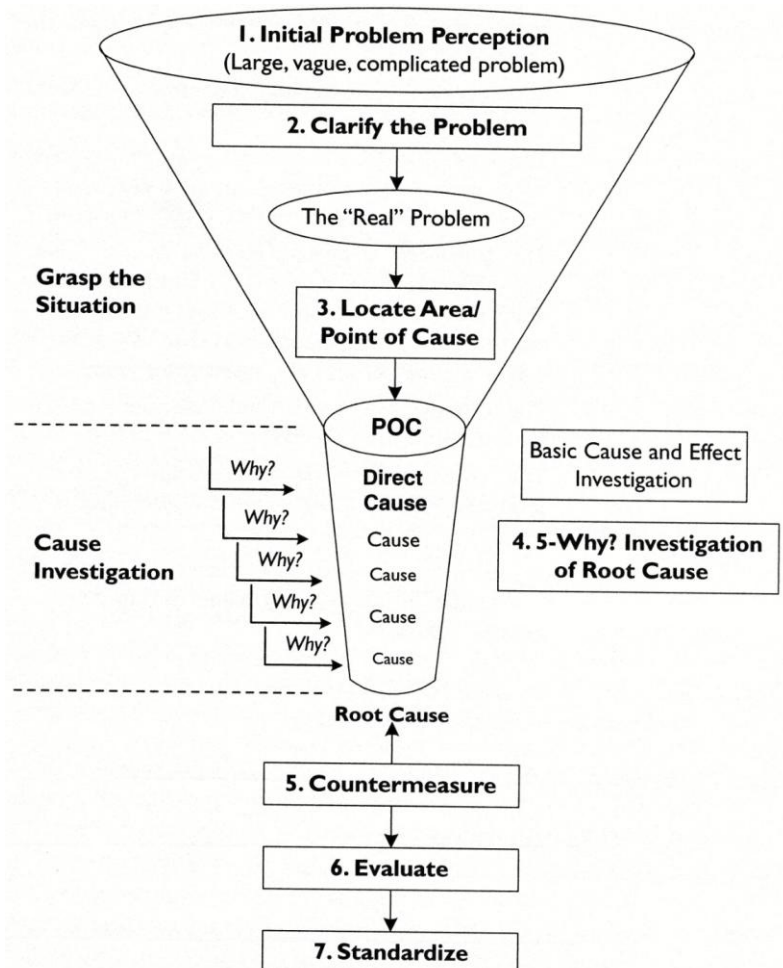 1. Initial Problem Perception
(Large, vague, complicated problem)
2. Clarify the Problem
The “Real” Problem
Grasp the
Situation
3. Locate Area/
Point of Cause
POC
Basic Cause and Effect
Investigation
Direct
Cause
Why?
Why?
Why?
Why?
Why?
Cause
Cause
Cause
Cause
Cause
Investigation
4. 5-Why? Investigation
of Root Cause
Root Cause
5. Countermeasure
6. Evaluate
7. Standardize